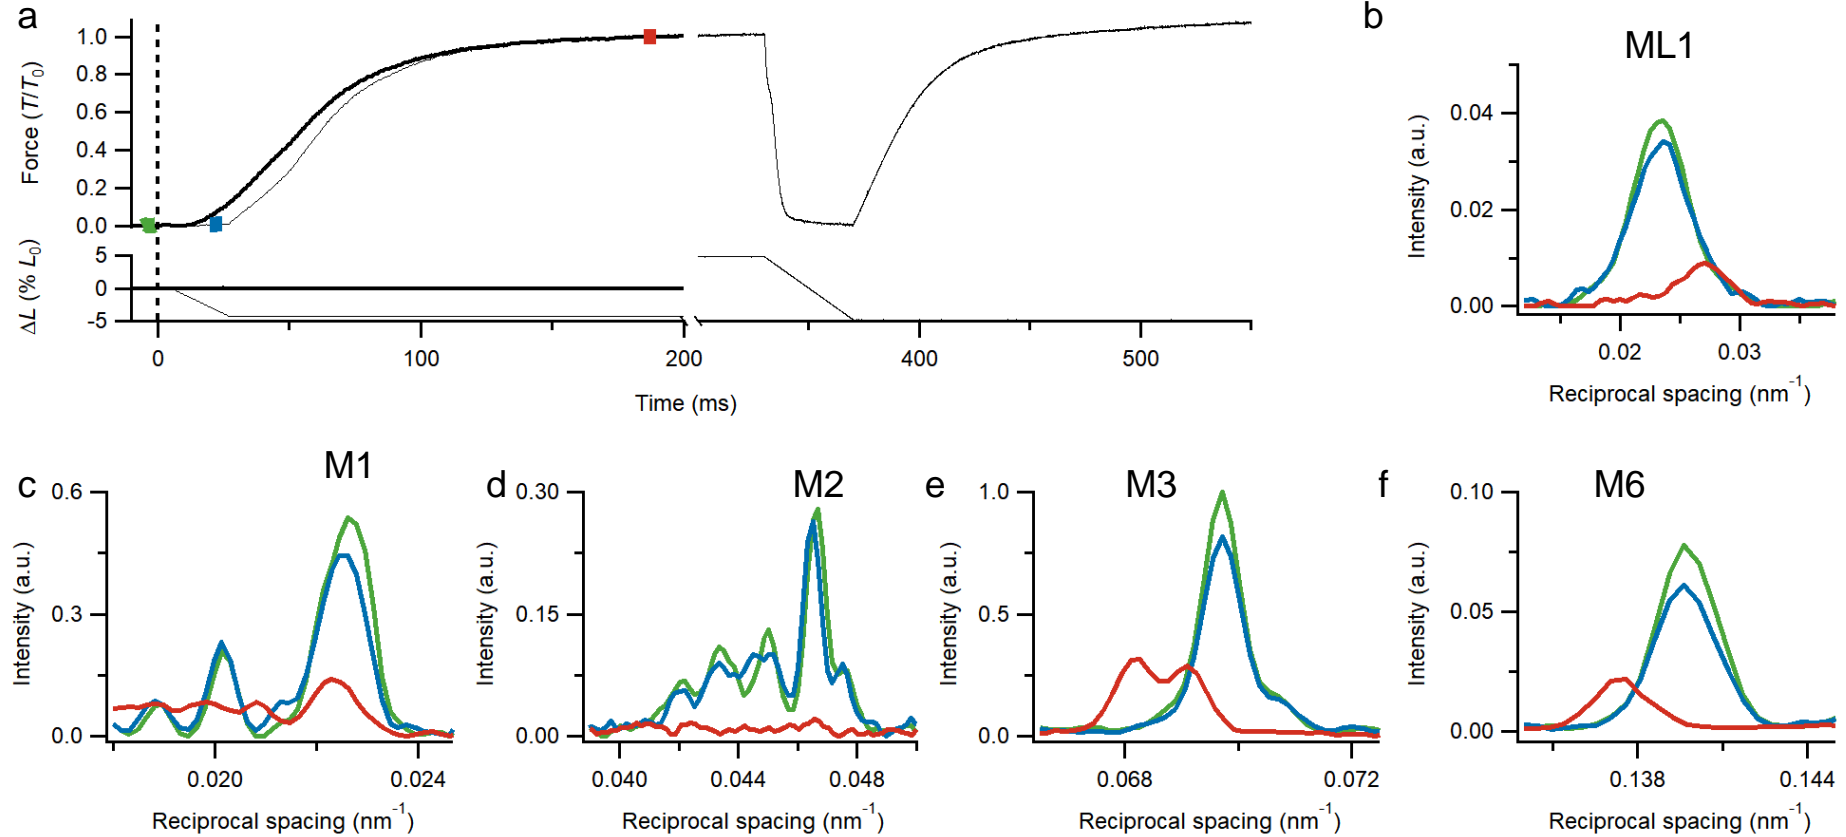 a
1.0
0.8
0.6
0.4
0.2
0.0
Force (T/T0)
5
0
-5
ΔL (% L0)
0
100
200
400
500
Time (ms)
b
ML1
0.04
0.02
0.00
Intensity (a.u.)
0.02
0.03
Reciprocal spacing (nm-1)
c
M1
0.6
0.3
0.0
Intensity (a.u.)
0.020
0.024
Reciprocal spacing (nm-1)
d
M2
0.30
0.15
0.00
Intensity (a.u.)
0.040
0.044
0.048
Reciprocal spacing (nm-1)
e
M3
1.0
0.5
0.0
Intensity (a.u.)
0.068
0.072
Reciprocal spacing (nm-1)
f
M6
0.10
0.05
0.00
Intensity (a.u.)
0.138
0.144
Reciprocal spacing (nm-1)